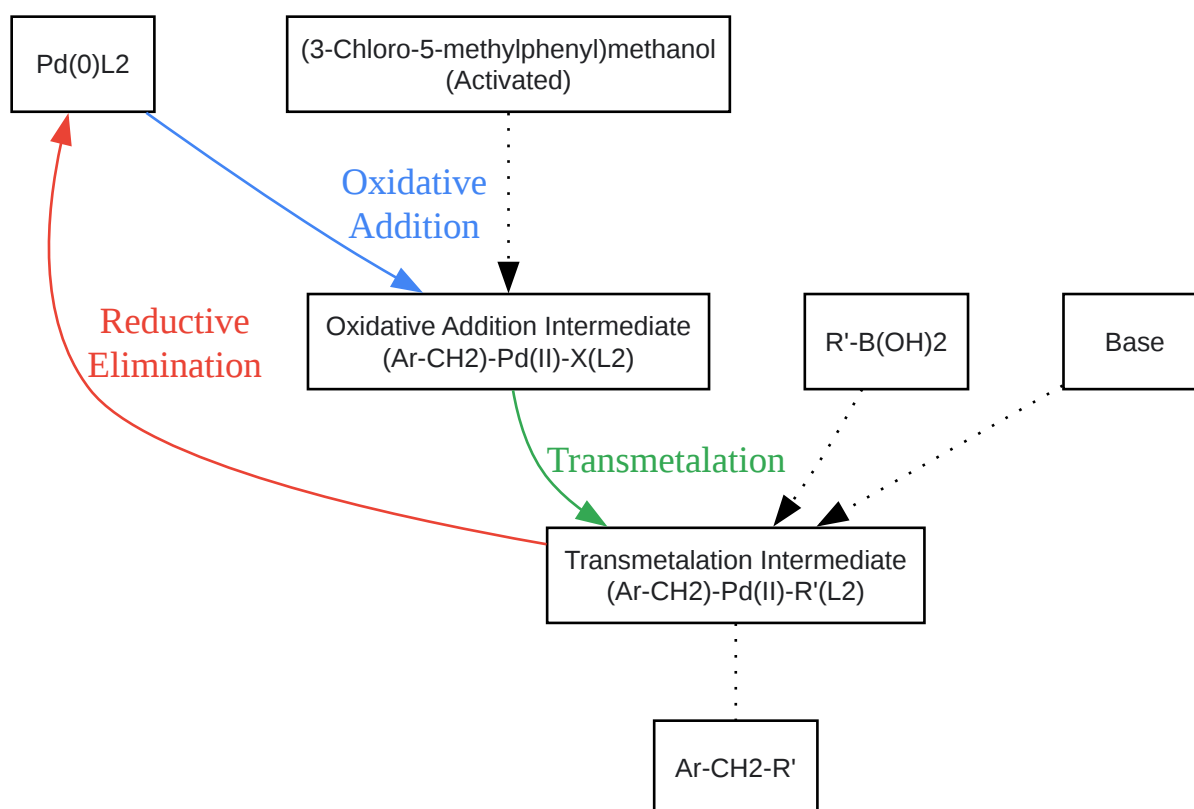 Pd(0)L2
(3-Chloro-5-methylphenyl)methanol
(Activated)
Oxidative
Addition
Reductive
Elimination
Oxidative Addition Intermediate
(Ar-CH2)-Pd(II)-X(L2)
R'-B(OH)2
Base
Transmetalation
Transmetalation Intermediate
(Ar-CH2)-Pd(II)-R'(L2)
Ar-CH2-R'